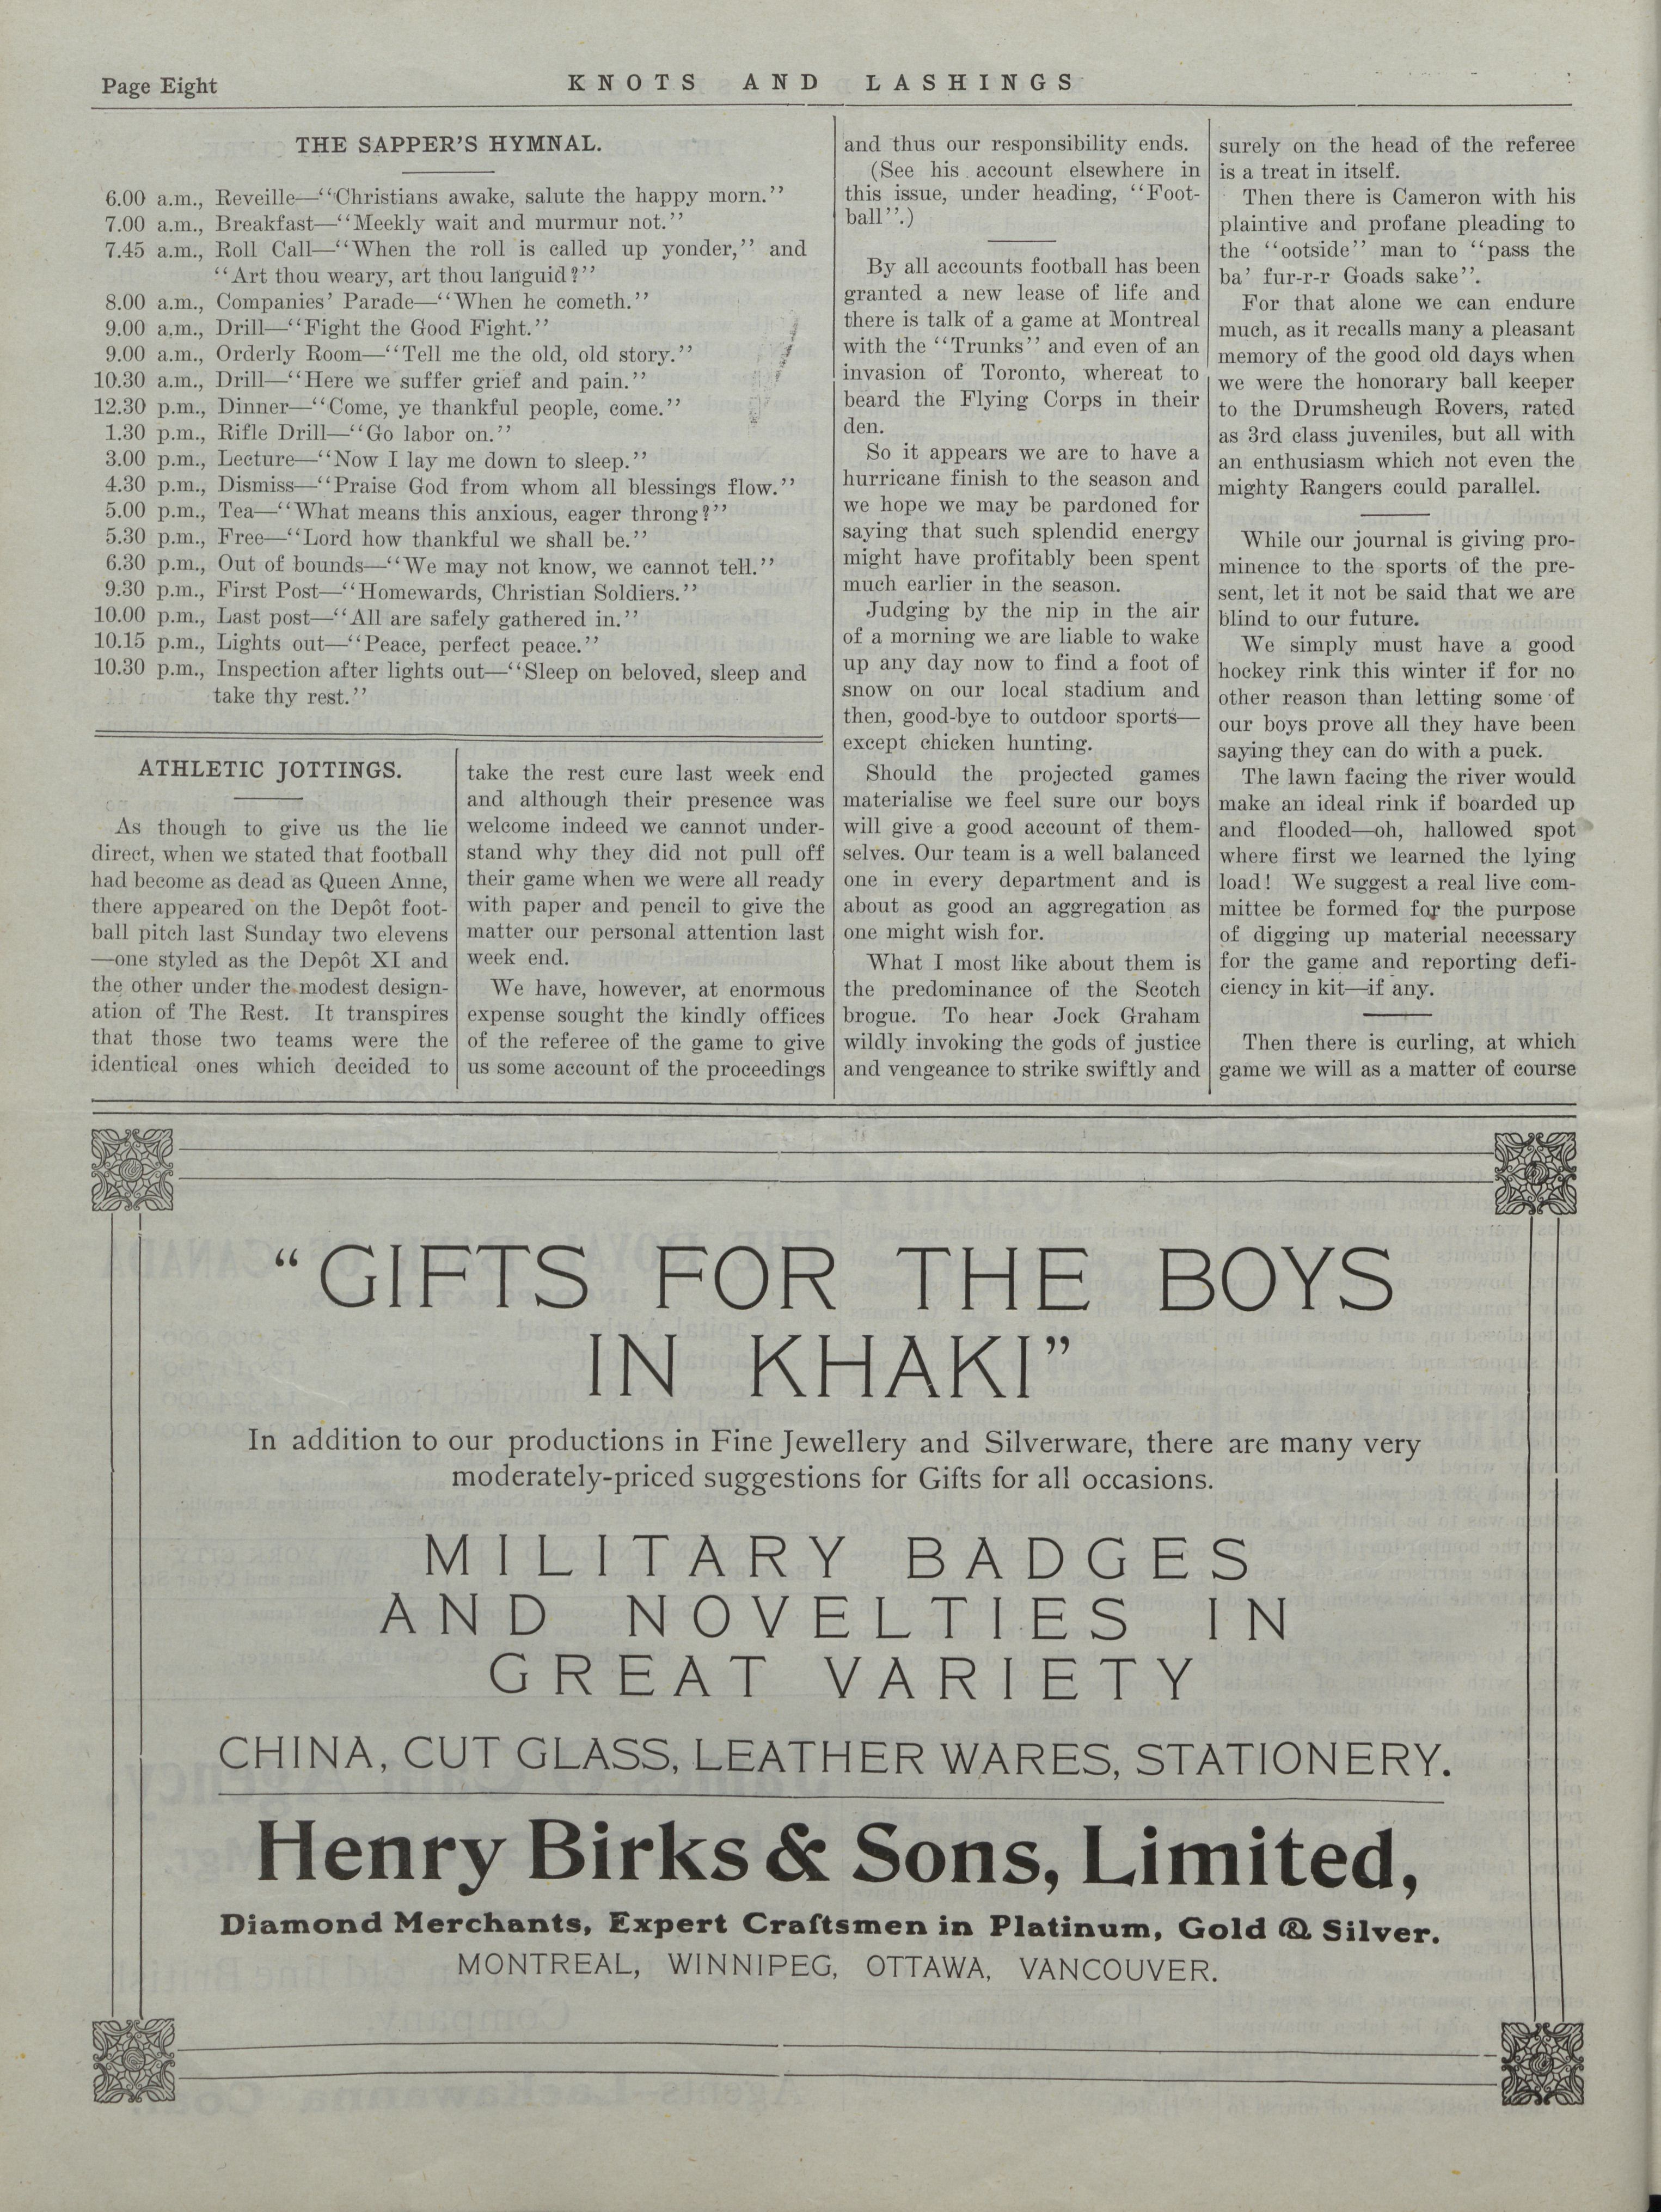 Page Eight
KNOTS AND LASHINGS
THE SAPPER'S HYMNAL.
6.00 a.m., Reveille—"Christians awake, salute the happy morn."
7.00 a.m., Breakfast—"Meekly wait and murmur not."
7.45 a.m., Roll Call—"When the roll is called up yonder," and
"Art thou weary, art thou languid?"
8.00 a.m., Companies' Parade—"When he cometh."
9.00 a.m., Drill—"Fight the Good Fight."
9.00 a.m., Orderly Room—"Tell me the old, old story."
10.30 a.m., Drill—"Here we suffer grief and pain."
12.30 p.m., Dinner—"Come, ye thankful people, come."
1.30 p.m., Rifle Drill—"Go labor on."
3.00 p.m., Lecture—"Now I lay me down to sleep."
4.30 p.m., Dismiss—"Praise God from whom all blessings flow."
5.00 p.m., Tea—"What means this anxious, eager throng?"
5.30 p.m., Free—"Lord how thankful we shall be."
6.30 p.m., Out of bounds—"We may not know, we cannot tell."
9.30 p.m., First Post—"Homewards, Christian Soldiers."
10.00 p.m., Last post—"All are safely gathered in."
10.15 p.m., Lights out—"Peace, perfect peace."
10.30 p.m., Inspection after lights out—"Sleep on beloved, sleep and
take thy rest."
ATHLETIC JOTTINGS.
As though to give us the lie
direct, when we stated that football
had become as dead as Queen Anne,
there appeared on the Depôt foot-
ball pitch last Sunday two elevens
—one styled as the Depôt XI and
the other under the modest design-
ation of The Rest. It transpires
that those two teams were the
identical ones which decided to
take the rest cure last week end
and although their presence was
welcome indeed we cannot under-
stand why they did not pull off
their game when we were all ready
with paper and pencil to give the
matter our personal attention last
week end.
We have, however, at enormous
expense sought the kindly offices
of the referee of the game to give
us some account of the proceedings
and thus our responsibility ends.
(See his account elsewhere in
this issue, under heading, "Foot-
ball".)
By all accounts football has been
granted a new lease of life and
there is talk of a game at Montreal
with the "Trunks" and even of an
invasion of Toronto, whereat to
beard the Flying Corps in their
den.
So it appears we are to have a
hurricane finish to the season and
we hope we may be pardoned for
saying that such splendid energy
might have profitably been spent
much earlier in the season.
Judging by the nip in the air
of a morning we are liable to wake
up any day now to find a foot of
snow on our local stadium and
then, good-bye to outdoor sports—
except chicken hunting.
Should the projected games
materialise we feel sure our boys
will give a good account of them-
selves. Our team is a well balanced
one in every department and is
about as good an aggregation as
one might wish for.
What I most like about them is
the predominance of the Scotch
brogue. To hear Jock Graham
wildly invoking the gods of justice
and vengeance to strike swiftly and
surely on the head of the referee
is a treat in itself.
Then there is Cameron with his
plaintive and profane pleading to
the "ootside" man to "pass the
ba' fur-r-r Goads sake".
For that alone we can endure
much, as it recalls many a pleasant
memory of the good old days when
we were the honorary ball keeper
to the Drumsheugh Rovers, rated
as 3rd class juveniles, but all with
an enthusiasm which not even the
mighty Rangers could parallel.
While our journal is giving pro-
minence to the sports of the pre-
sent, let it not be said that we are
blind to our future.
We simply must have a good
hockey rink this winter if for no
other reason than letting some of
our boys prove all they have been
saying they can do with a puck.
The lawn facing the river would
make an ideal rink if boarded up
and flooded—oh, hallowed spot
where first we learned the lying
load! We suggest a real live com-
mittee be formed for the purpose
of digging up material necessary
for the game and reporting defi-
ciency in kit—if any.
Then there is curling, at which
game we will as a matter of course
"GIFTS FOR THE BOYS
IN KHAKI"
In addition to our productions in Fine Jewellery and Silverware, there are many very
moderately-priced suggestions for Gifts for all occasions.
MILITARY BADGES
AND NOVELTIES IN
GREAT VARIETY
CHINA, CUT GLASS, LEATHER WARES, STATIONERY.
Henry Birks & Sons, Limited,
Diamond Merchants, Expert Craftsmen in Platinum, Gold & Silver.
MONTREAL, WINNIPEG, OTTAWA, VANCOUVER.